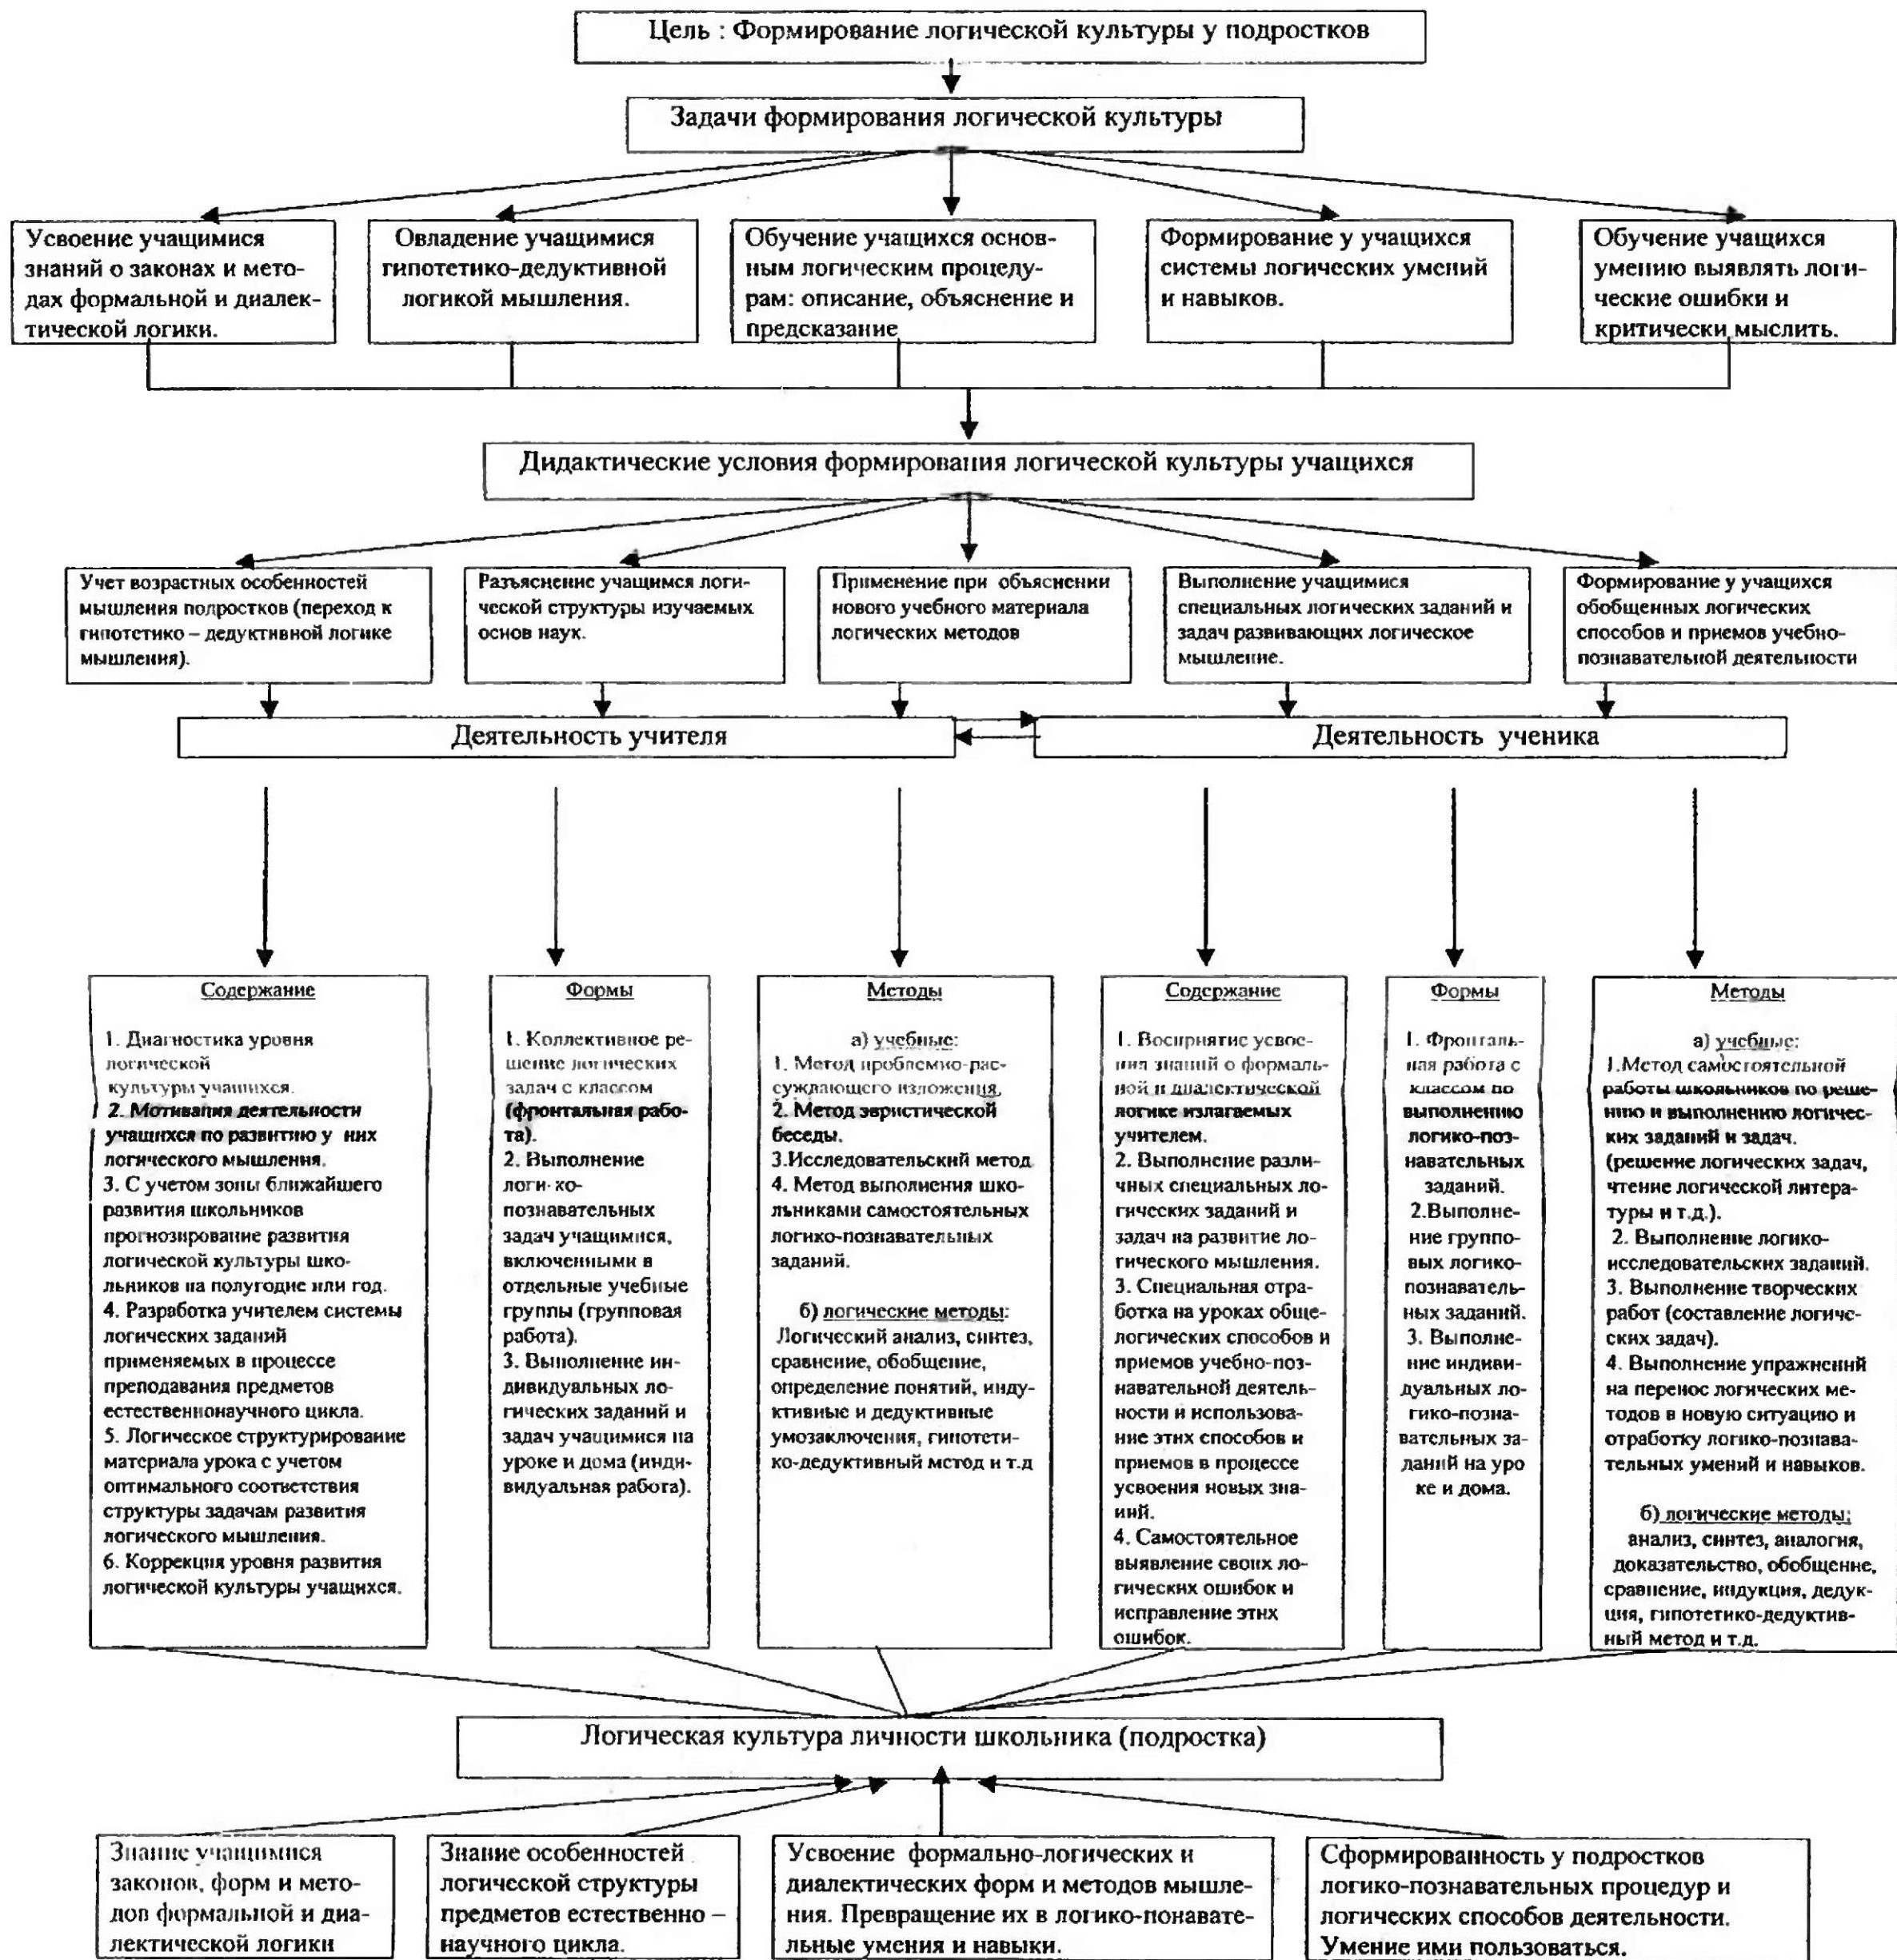 Цель : Формирование логической культуры у подростков
Задачи формирования логической культуры
Усвоение учащимися
знаний о законах и мето-
дах формальной и диалек-
тической логики.
Овладение учащимися
гипотетико-дедуктивной
логикой мышления.
Обучение учащихся основ-
ным логическим процеду-
рам: описание, объяснение и
предсказание
Формирование у учащихся
системы логических умений
и навыков.
Обучение учащихся
умению выявлять логи-
ческие ошибки и
критически мыслить.
Дидактические условия формирования логической культуры учащихся
Учет возрастных особенностей
мышления подростков (переход к
гипотетико – дедуктивной логике
мышления).
Разъяснение учащимся логи-
ческой структуры изучаемых
основ наук.
Применение при объяснении
нового учебного материала
логических методов
Выполнение учащимися
специальных логических заданий и
задач развивающих логическое
мышление.
Формирование у учащихся
обобщенных логических
способов и приемов учебно-
познавательной деятельности
Деятельность учителя
Деятельность ученика
Содержание
1. Диагностика уровня
логической
культуры учащихся.
2. Мотивация деятельности
учащихся по развитию у них
логического мышления.
3. С учетом зоны ближайшего
развития школьников
прогнозирование развития
логической культуры шко-
льников на полугодие или год.
4. Разработка учителем системы
логических заданий
применяемых в процессе
преподавания предметов
естественнонаучного цикла.
5. Логическое структурирование
материала урока с учетом
оптимального соответствия
структуры задачам развития
логического мышления.
6. Коррекция уровня развития
логической культуры учащихся.
Формы
1. Коллективное ре-
шение логических
задач с классом
(фронтальная рабо-
та).
2. Выполнение
логи-ко-
познавательных
задач учащимися,
включенными в
отдельные учебные
группы (групповая
работа).
3. Выполнение ин-
дивидуальных ло-
гических заданий и
задач учащимися на
уроке и дома (инди-
видуальная работа).
Методы
а) учебные:
1. Метод проблемно-рас-
суждающего изложения.
2. Метод эвристической
беседы.
3.Исследовательский метод
4. Метод выполнения шко-
льниками самостоятельных
логико-познавательных
заданий.
б) логические методы:
Логический анализ, синтез,
сравнение, обобщение,
определение понятий, инду-
ктивные и дедуктивные
умозаключения, гипотети-
ко-дедуктивный метод и т.д
Содержание
1. Восприятие усвое-
ния знаний о формаль-
ной и диалектической
логике излагаемых
учителем.
2. Выполнение разли-
чных специальных ло-
гических заданий и
задач на развитие ло-
гического мышления.
3. Специальная отра-
ботка на уроках обще-
логических способов и
приемов учебно-поз-
навательной деятель-
ности и использова-
ние этих способов и
приемов в процессе
усвоения новых зна-
ний.
4. Самостоятельное
выявление своих ло-
гических ошибок и
исправление этих
ошибок.
Формы
1. Фронталь-
ная работа с
классом по
выполнению
логико-поз-
навательных
заданий.
2.Выполне-
ние группо-
вых логико-
познаватель-
ных заданий.
3. Выполне-
ние индиви-
дуальных ло-
гико-позна-
вательных за-
даний на уро
ке и дома.
Методы
а) учебные:
1.Метод самостоятельной
работы школьников по реше-
нию и выполнению логичес-
ких заданий и задач.
(решение логических задач,
чтение логической литера-
туры и т.д.).
2. Выполнение логико-
исследовательских заданий.
3. Выполнение творческих
работ (составление логиче-
ских задач).
4. Выполнение упражнений
на перенос логических ме-
тодов в новую ситуацию и
отработку логико-познава-
тельных умений и навыков.
б) логические методы:
анализ, синтез, аналогия,
доказательство, обобщение,
сравнение, индукция, дедук-
ция, гипотетико-дедуктив-
ный метод и т.д.
Логическая культура личности школьника (подростка)
Знание учащимися
законов, форм и мето-
дов формальной и диа-
лектической логики
Знание особенностей
логической структуры
предметов естественно –
научного цикла.
Усвоение формально-логических и
диалектических форм и методов мышле-
ния. Превращение их в логико-понавате-
льные умения и навыки.
Сформированность у подростков
логико-познавательных процедур и
логических способов деятельности.
Умение ими пользоваться.